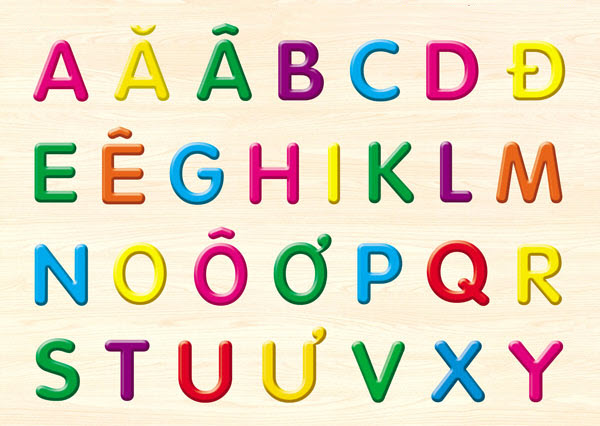 A Ă Â B C D Đ
E Ê G H I K L M
N O Ô Ơ P Q R
S T U Ư V X Y